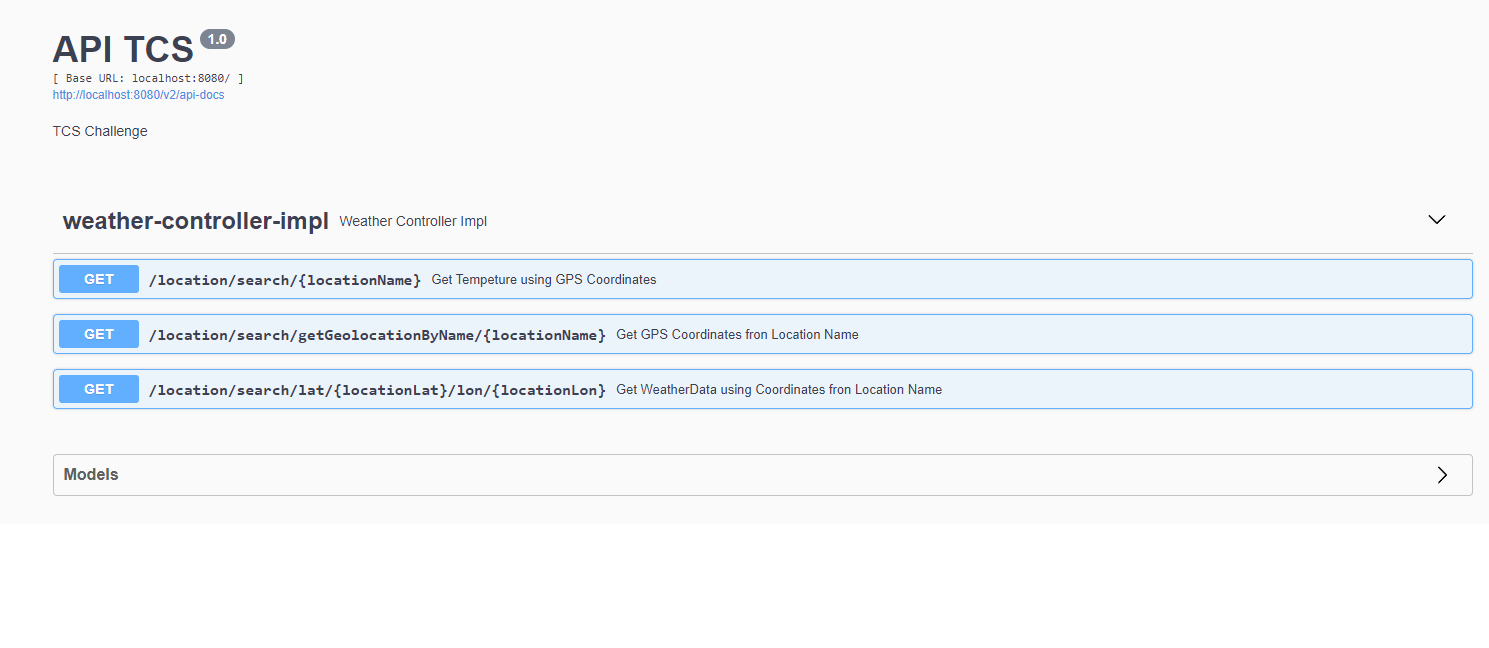 API TCS 1.0
[ Base URL: localhost:8080/ ]
http://localhost:8080/v2/api-docs
TCS Challenge
weather-controller-impl Weather Controller Impl
GET /location/search/{locationName} Get Tempeture using GPS Coordinates
GET /location/search/getGeolocationByName/{locationName} Get GPS Coordinates fron Location Name
GET /location/search/lat/{locationLat}/lon/{locationLon} Get WeatherData using Coordinates fron Location Name
Models